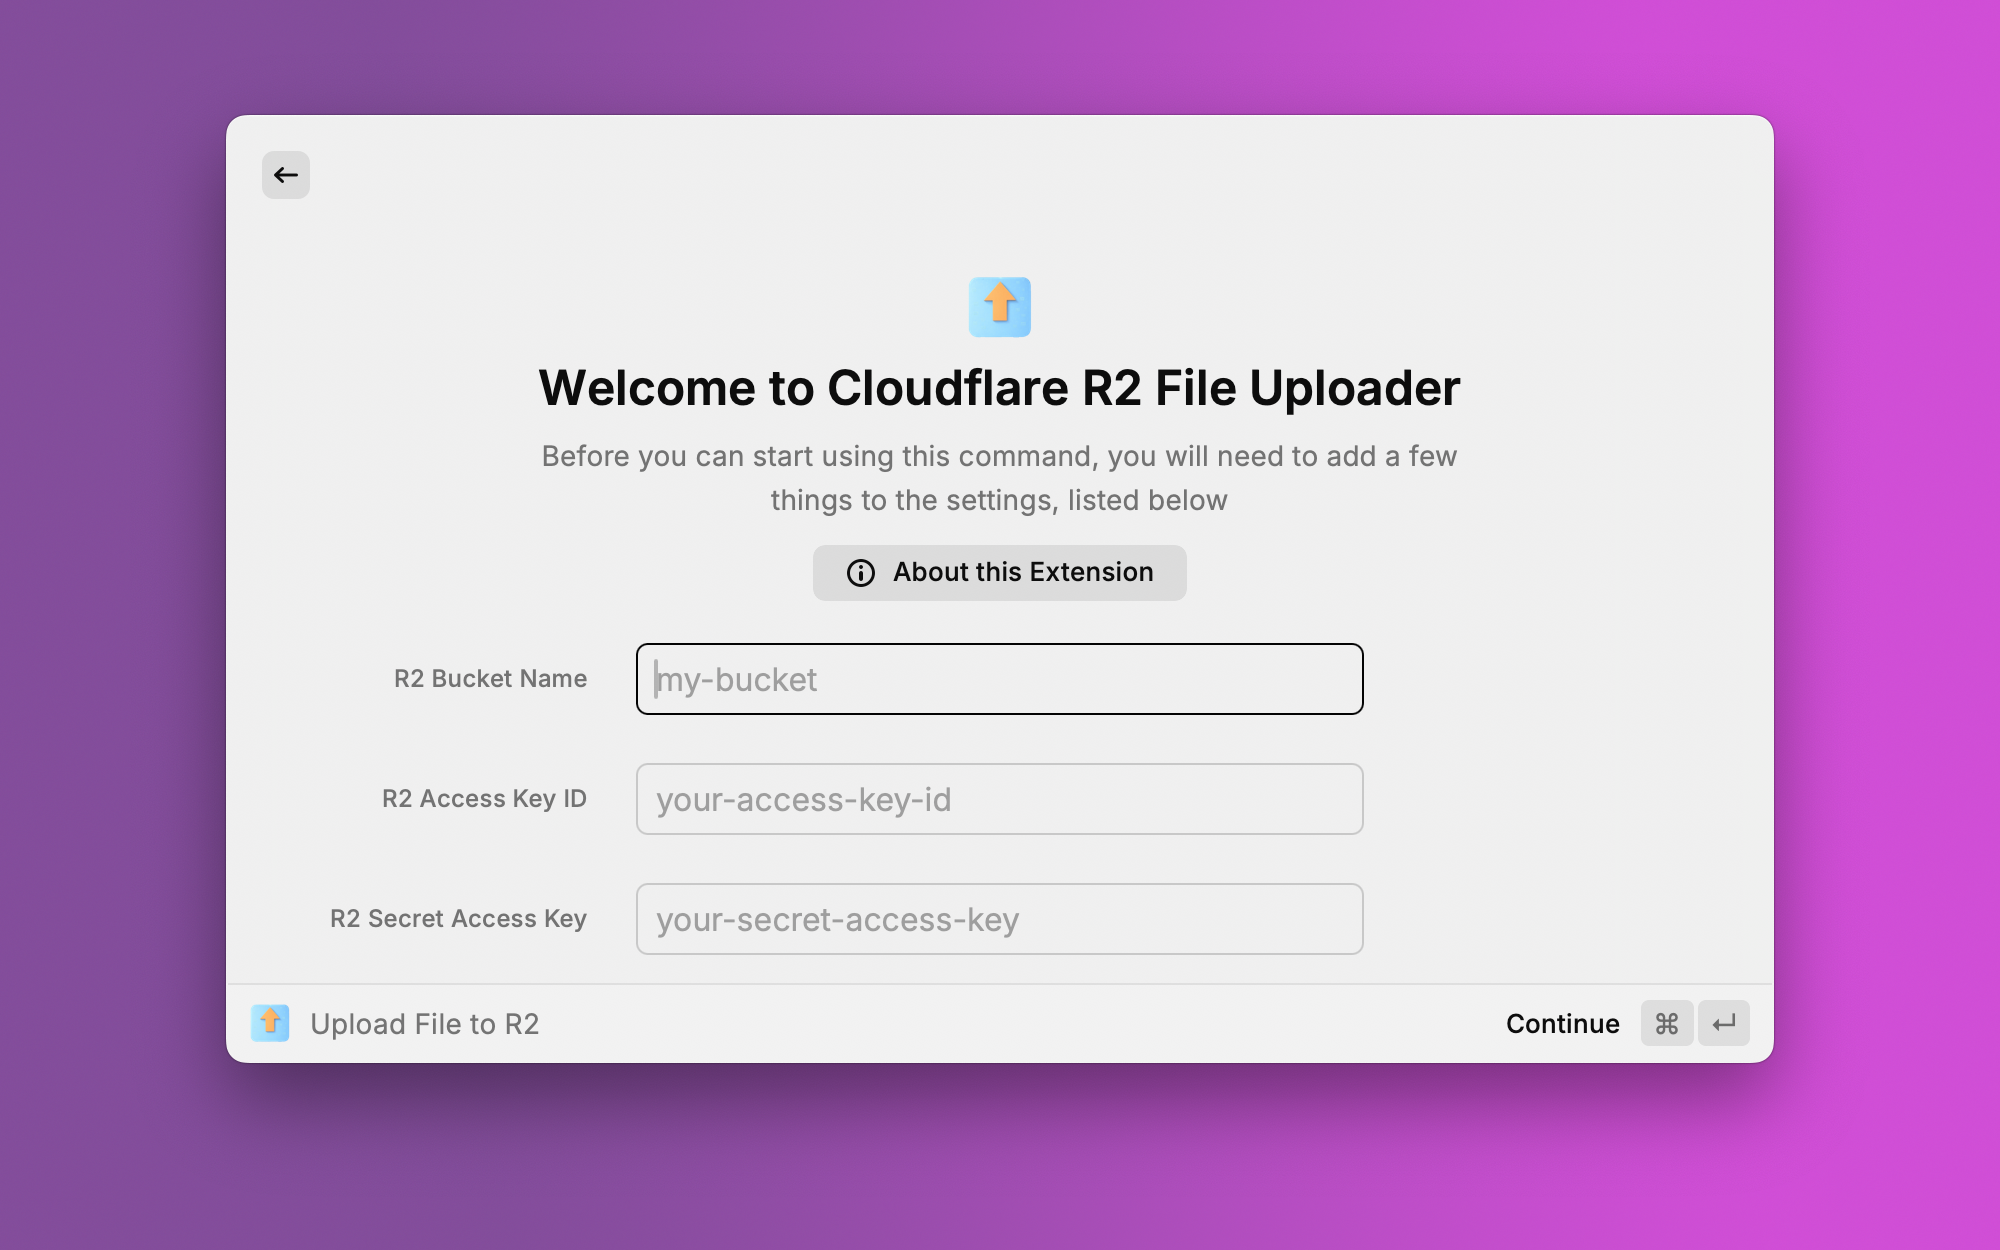 Welcome to Cloudflare R2 File Uploader
Before you can start using this command, you will need to add a few
things to the settings, listed below
About this Extension
R2 Bucket Name
my-bucket
R2 Access Key ID
your-access-key-id
R2 Secret Access Key
your-secret-access-key
Upload File to R2
Continue ⌘ ↵